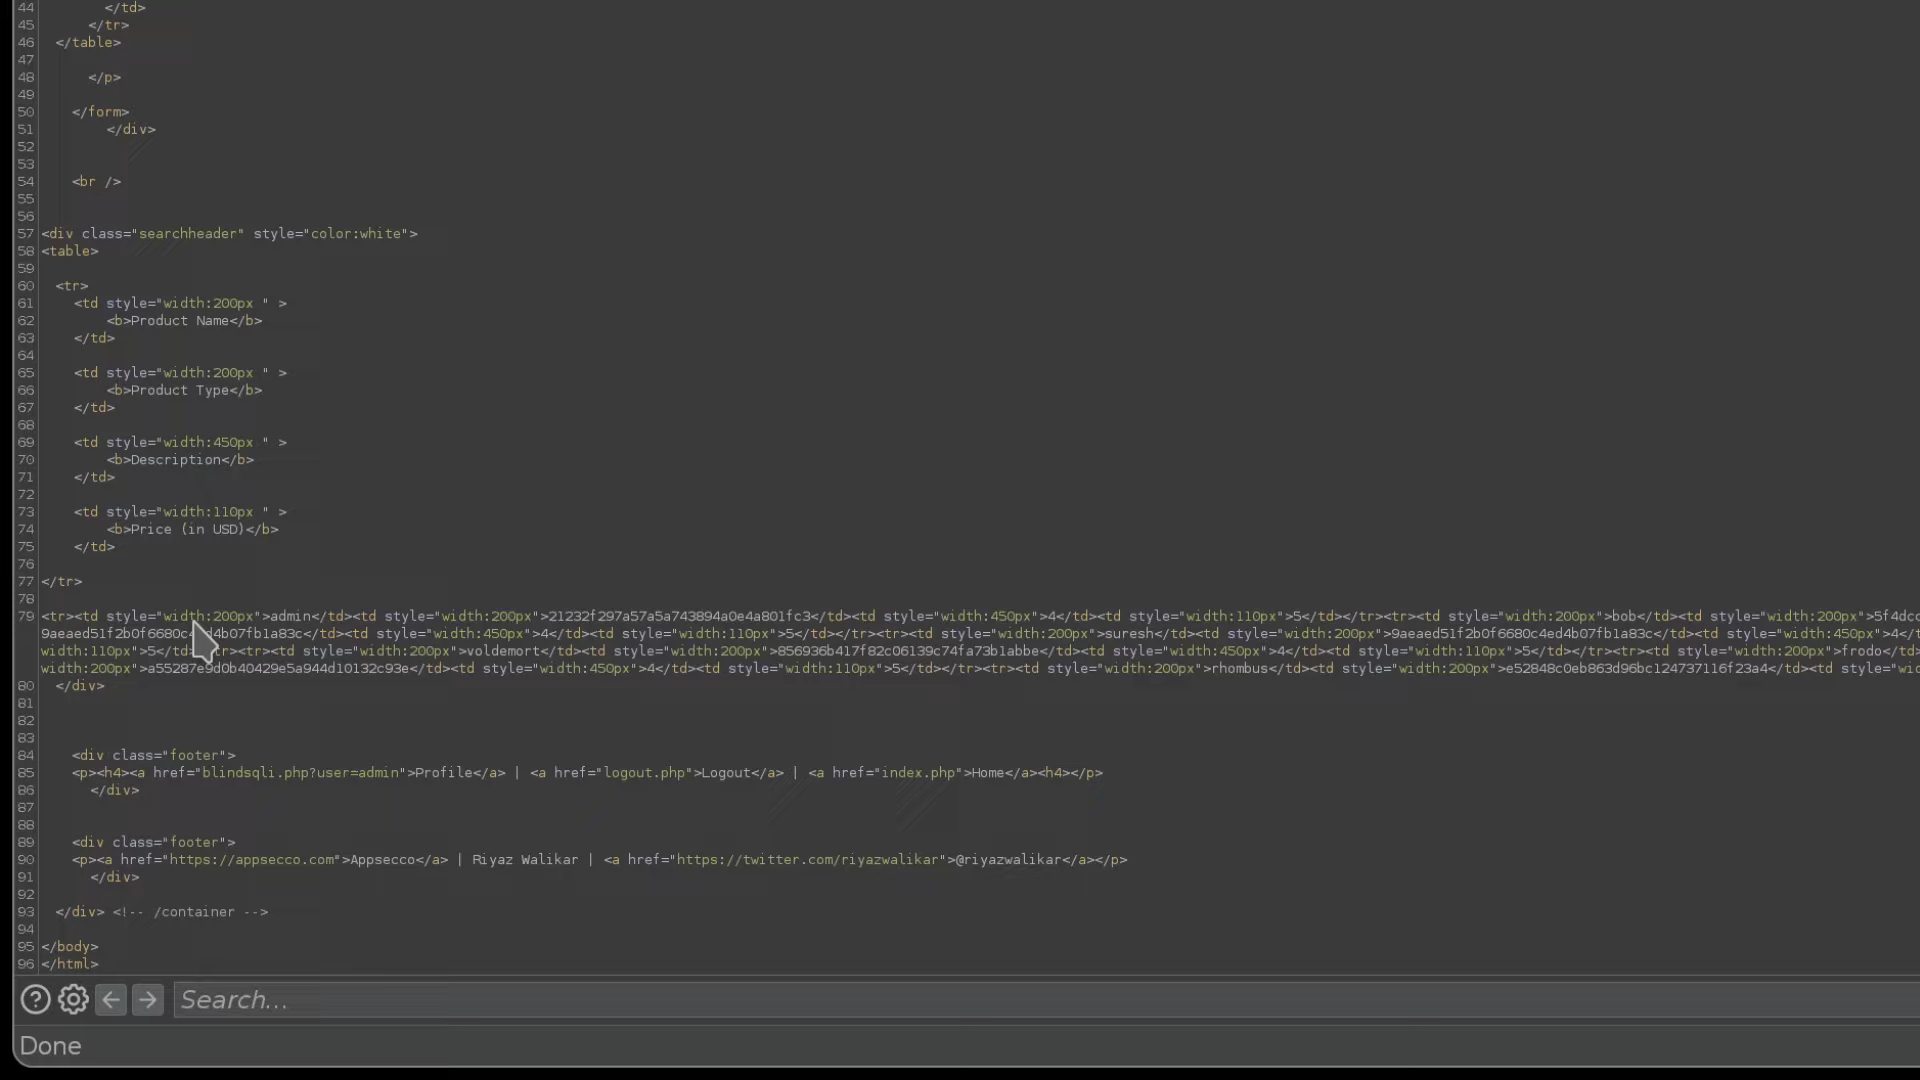 44 </td>
45 </tr>
46 </table>
47
48 </p>
49
50 </form>
51 </div>
52
53
54 <br />
55
56
57 <div class="searchheader" style="color:white">
58 <table>
59
60 <tr>
61 <td style="width:200px " >
62 <b>Product Name</b>
63 </td>
64
65 <td style="width:200px " >
66 <b>Product Type</b>
67 </td>
68
69 <td style="width:450px " >
70 <b>Description</b>
71 </td>
72
73 <td style="width:110px " >
74 <b>Price (in USD)</b>
75 </td>
76
77 </tr>
78
79 <tr><td style="width:200px">admin</td><td style="width:200px">21232f297a57a5a743894a0e4a801fc3</td><td style="width:450px">4</td><td style="width:110px">5</td></tr><tr><td style="width:200px">bob</td><td style="width:200px">5f4dcc
</td><td style="width:450px">4</td><td style="width:110px">5</td></tr><tr><td style="width:200px">suresh</td><td style="width:200px">9aeaed51f2b0f6680c4ed4b07fb1a83c</td><td style="width:450px">4</
width:110px">5</td><tr><td style="width:200px">voldemort</td><td style="width:200px">856936b417f82c06139c74fa73b1abbe</td><td style="width:450px">4</td><td style="width:110px">5</td></tr><tr><td style="width:200px">frodo</td>
width:200px">a55287e9d0b40429e5a944d10132c93e</td><td style="width:450px">4</td><td style="width:110px">5</td></tr><tr><td style="width:200px">rhombus</td><td style="width:200px">e52848c0eb863d96bc124737116f23a4</td><td style="wid
80 </div>
81
82
83
84 <div class="footer">
85 <p><h4><a href="blindsqli.php?user=admin">Profile</a> | <a href="logout.php">Logout</a> | <a href="index.php">Home</a><h4></p>
86 </div>
87
88
89 <div class="footer">
90 <p><a href="https://appsecco.com">Appsecco</a> | Riyaz Walikar | <a href="https://twitter.com/riyazwalikar">@riyazwalikar</a></p>
91 </div>
92
93 </div> <!-- /container -->
94
95 </body>
96 </html>
Search...
Done